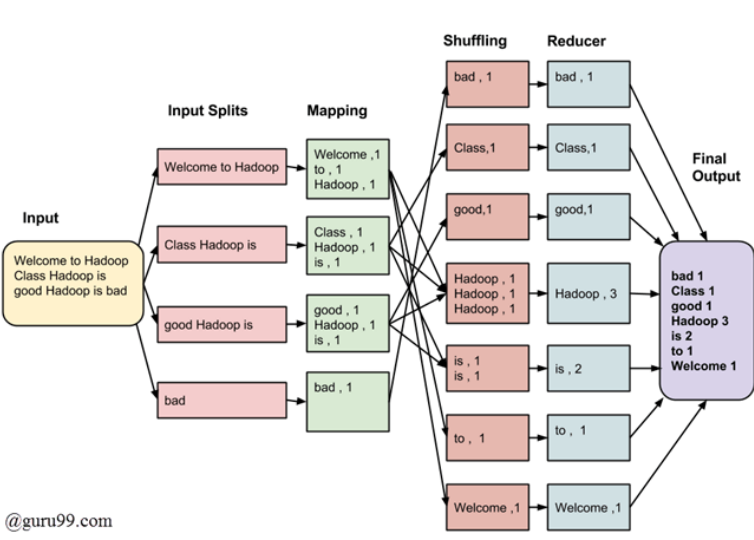 Shuffling
Reducer
Input Splits
Mapping
Final
Output
Input
Welcome to Hadoop
Class Hadoop is
good Hadoop is bad
Welcome to Hadoop
Class Hadoop is
good Hadoop is
bad
Welcome ,1
to , 1
Hadoop , 1
Class , 1
Hadoop , 1
is , 1
good , 1
Hadoop , 1
is , 1
bad , 1
bad , 1
Class,1
good,1
Hadoop , 1
Hadoop , 1
Hadoop , 1
is , 1
is , 1
to , 1
Welcome ,1
bad , 1
Class,1
good,1
Hadoop , 3
is , 2
to , 1
Welcome ,1
bad 1
Class 1
good 1
Hadoop 3
is 2
to 1
Welcome 1
@guru99.com